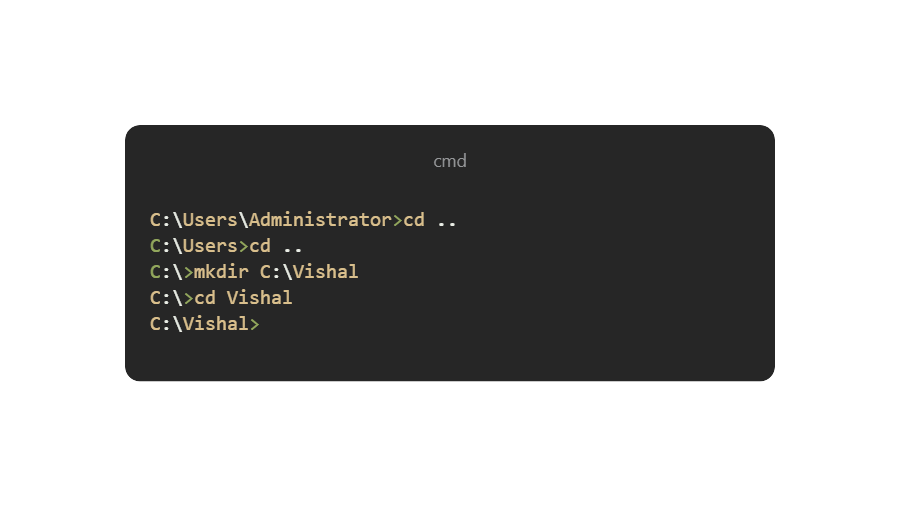 cmd
C:\Users\Administrator>cd ..
C:\Users>cd ..
C:\>mkdir C:\Vishal
C:\>cd Vishal
C:\Vishal>